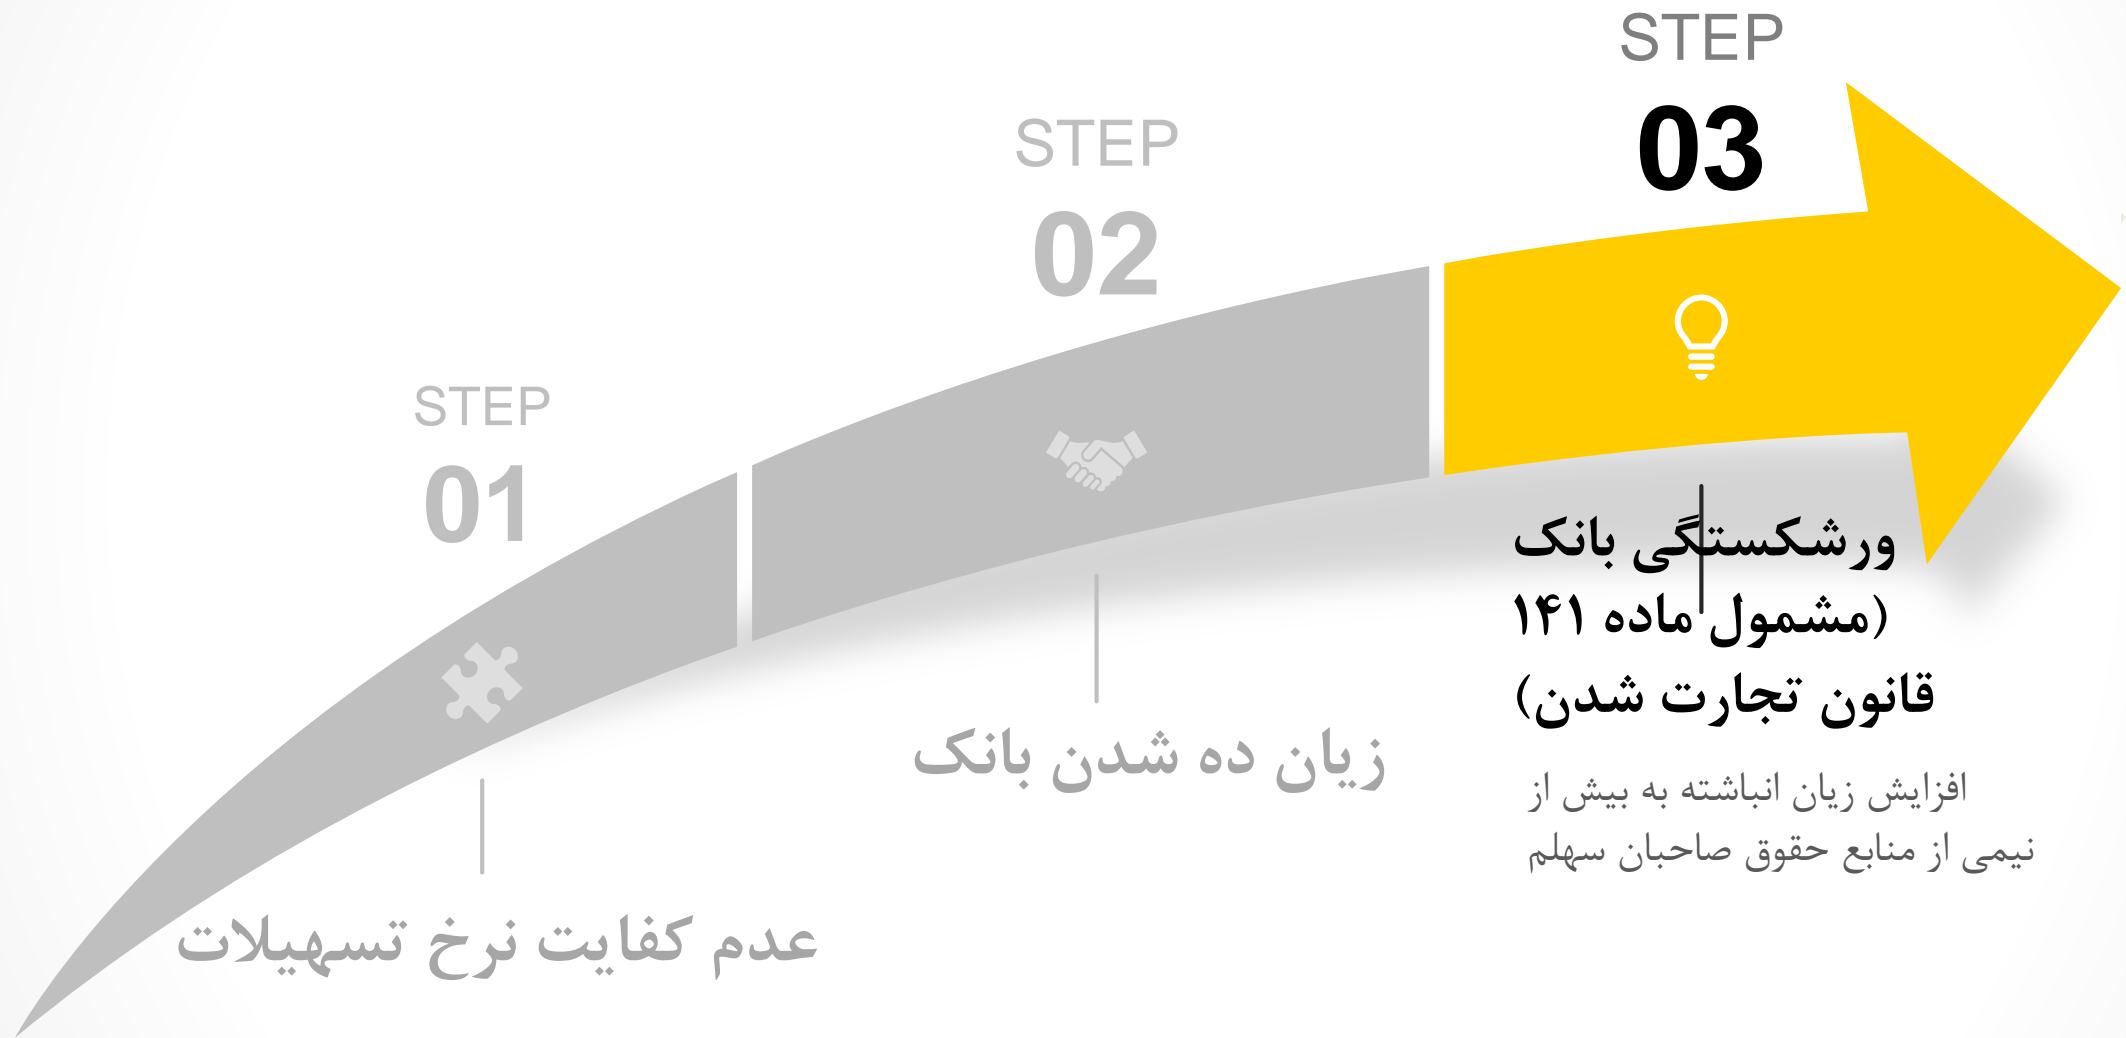 STEP
01
عدم کفایت نرخ تسهیلات
STEP
02
زیان ده شدن بانک
STEP
03
ورشکستگی بانک
(مشمول ماده ۱۴۱
قانون تجارت شدن)
افزایش زیان انباشته به بیش از
نیمی از منابع حقوق صاحبان سهلم